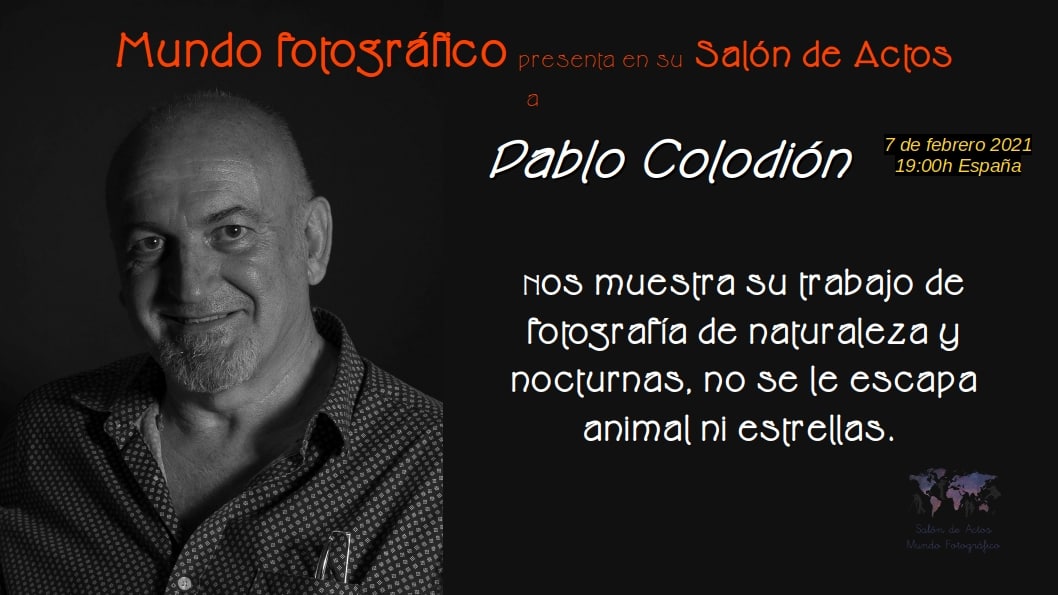 Mundo fotográfico presenta en su Salón de Actos
a
Pablo Colodión
7 de febrero 2021
19:00h España
Nos muestra su trabajo de
fotografía de naturaleza y
nocturnas, no se le escapa
animal ni estrellas.
Salón de Actos
Mundo Fotográfico